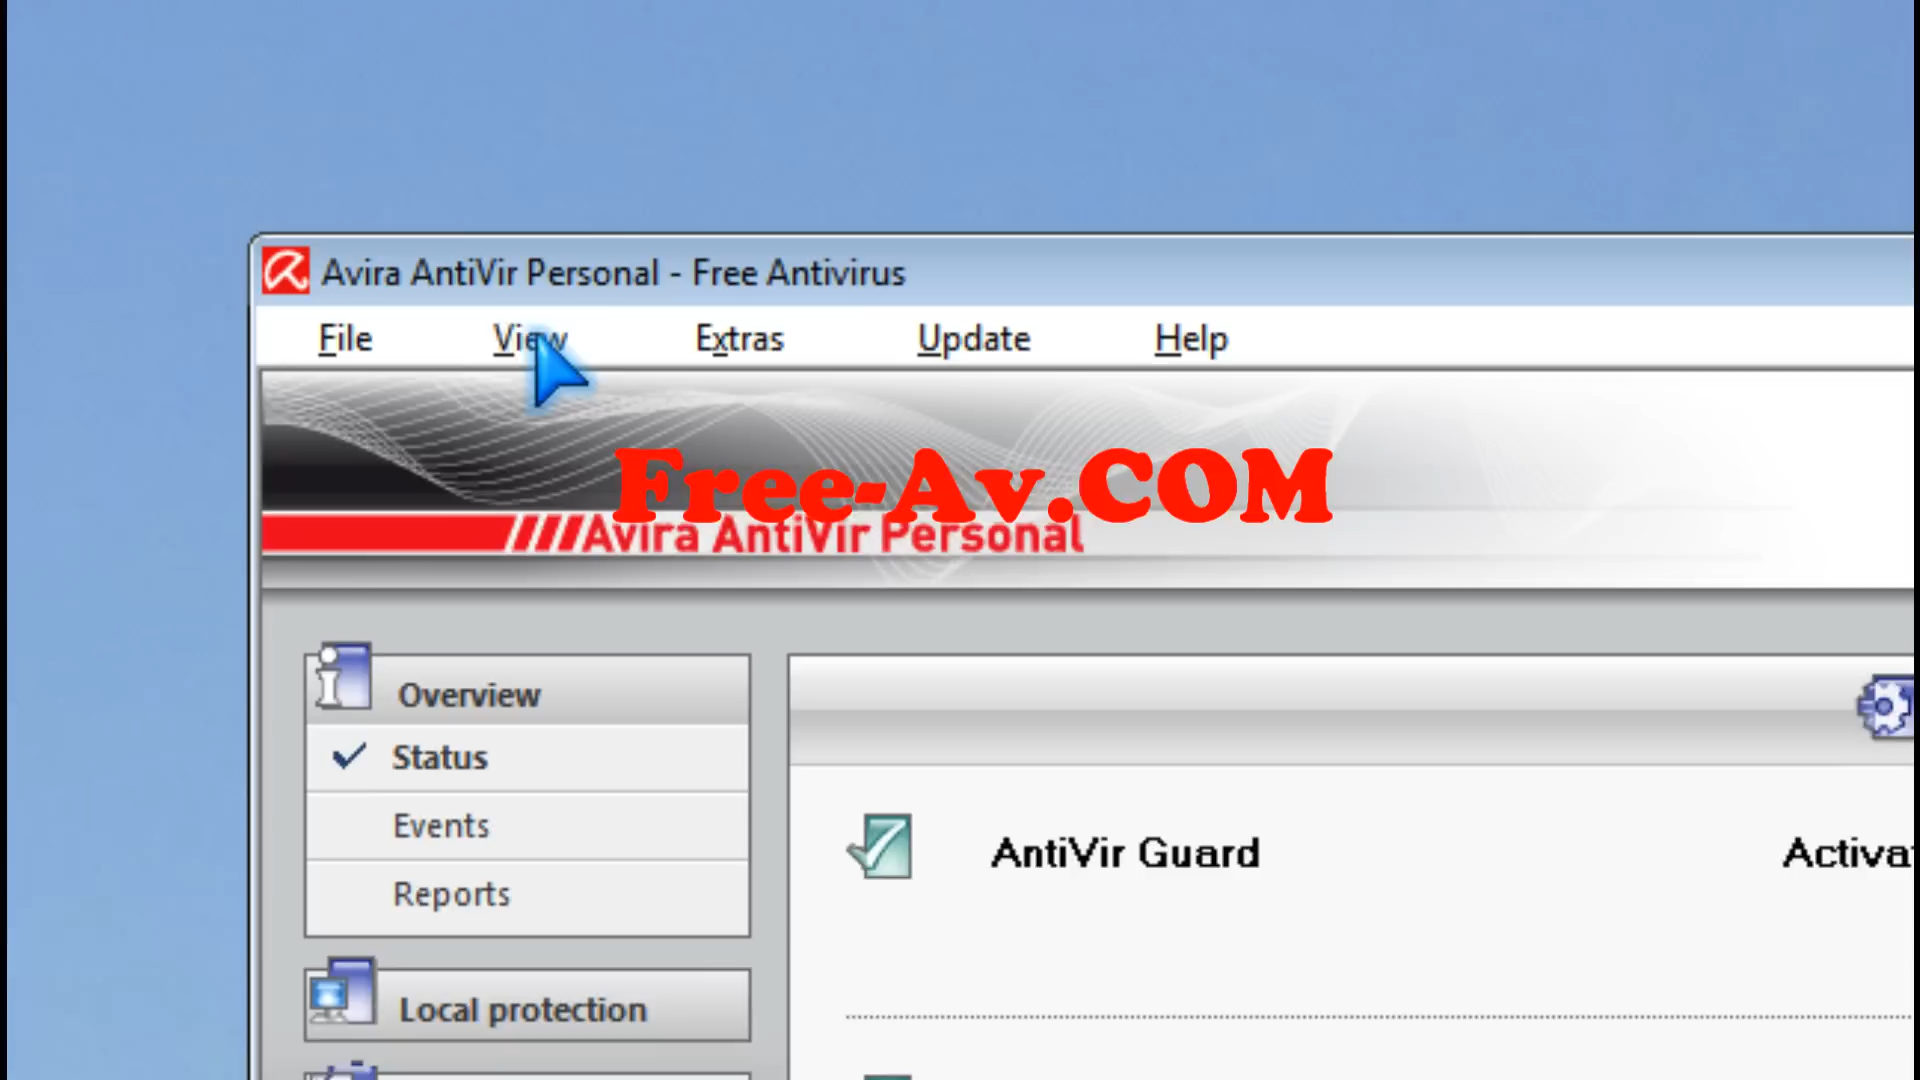 Avira AntiVir Personal - Free Antivirus
File View Extras Update Help
Free-Av.COM
Avira AntiVir Personal
Overview
Status
Events
Reports
AntiVir Guard
Activa
Local protection